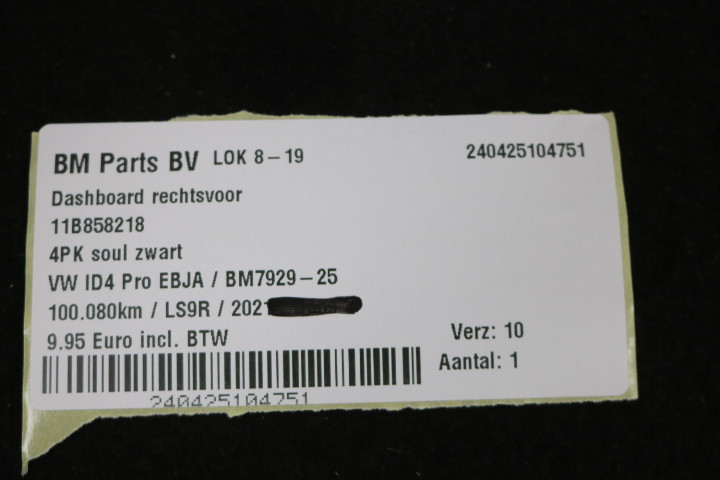 BM Parts BV LOK 8-19 240425104751
Dashboard rechtsvoor
11B858218
4PK soul zwart
VW ID4 Pro EBJA / BM7929-25
100.080km / LS9R / 2021
9.95 Euro incl. BTW
Verz: 10
Aantal: 1
240425104751